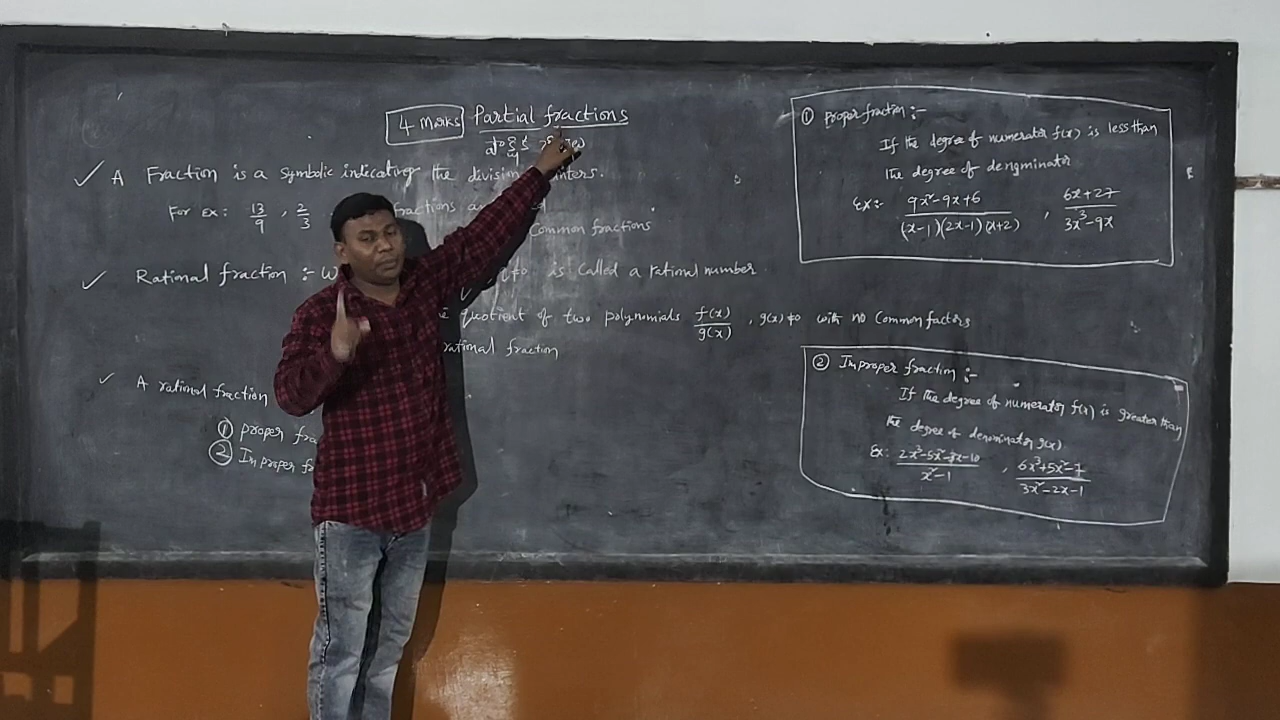 4 Marks Partial fractions
A Fraction is a symbolic indicating the division
For Ex: 13/9 , 2/3 fractions
Common fractions
Rational fraction :- is called a rational number
quotient of two polynomials f(x)/g(x) , g(x)≠0 with no Common factors
rational fraction
A rational fraction
① proper
② Improper
① proper fraction :-
If the degree of numerator f(x) is less than
the degree of denominator
Ex:- 9x²-9x+6/(x-1)(2x-1)(x+2) , 6x+27/3x³-9x
② Improper fraction :-
If the degree of numerator f(x) is greater than
the degree of denominator g(x)
Ex: 2x³-5x²-3x-10/x²-1 , 6x³+5x²-7/3x²-2x-1